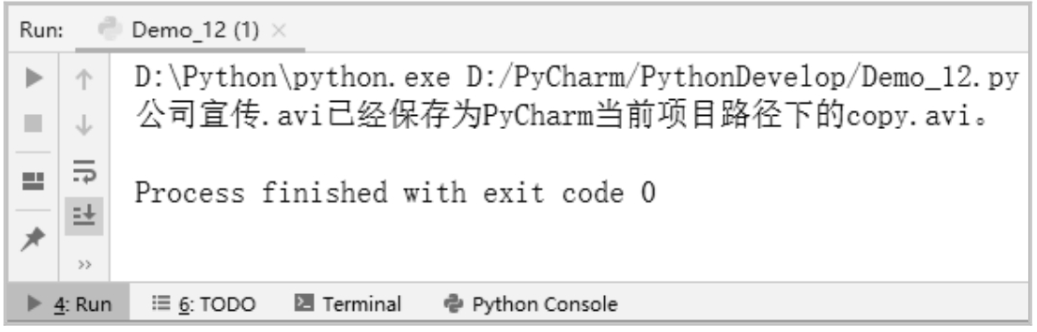 Run: Demo_12 (1) ×
D:\Python\python.exe D:/PyCharm/PythonDevelop/Demo_12.py
公司宣传.avi已经保存为PyCharm当前项目路径下的copy.avi。
Process finished with exit code 0
4: Run 6: TODO Terminal Python Console